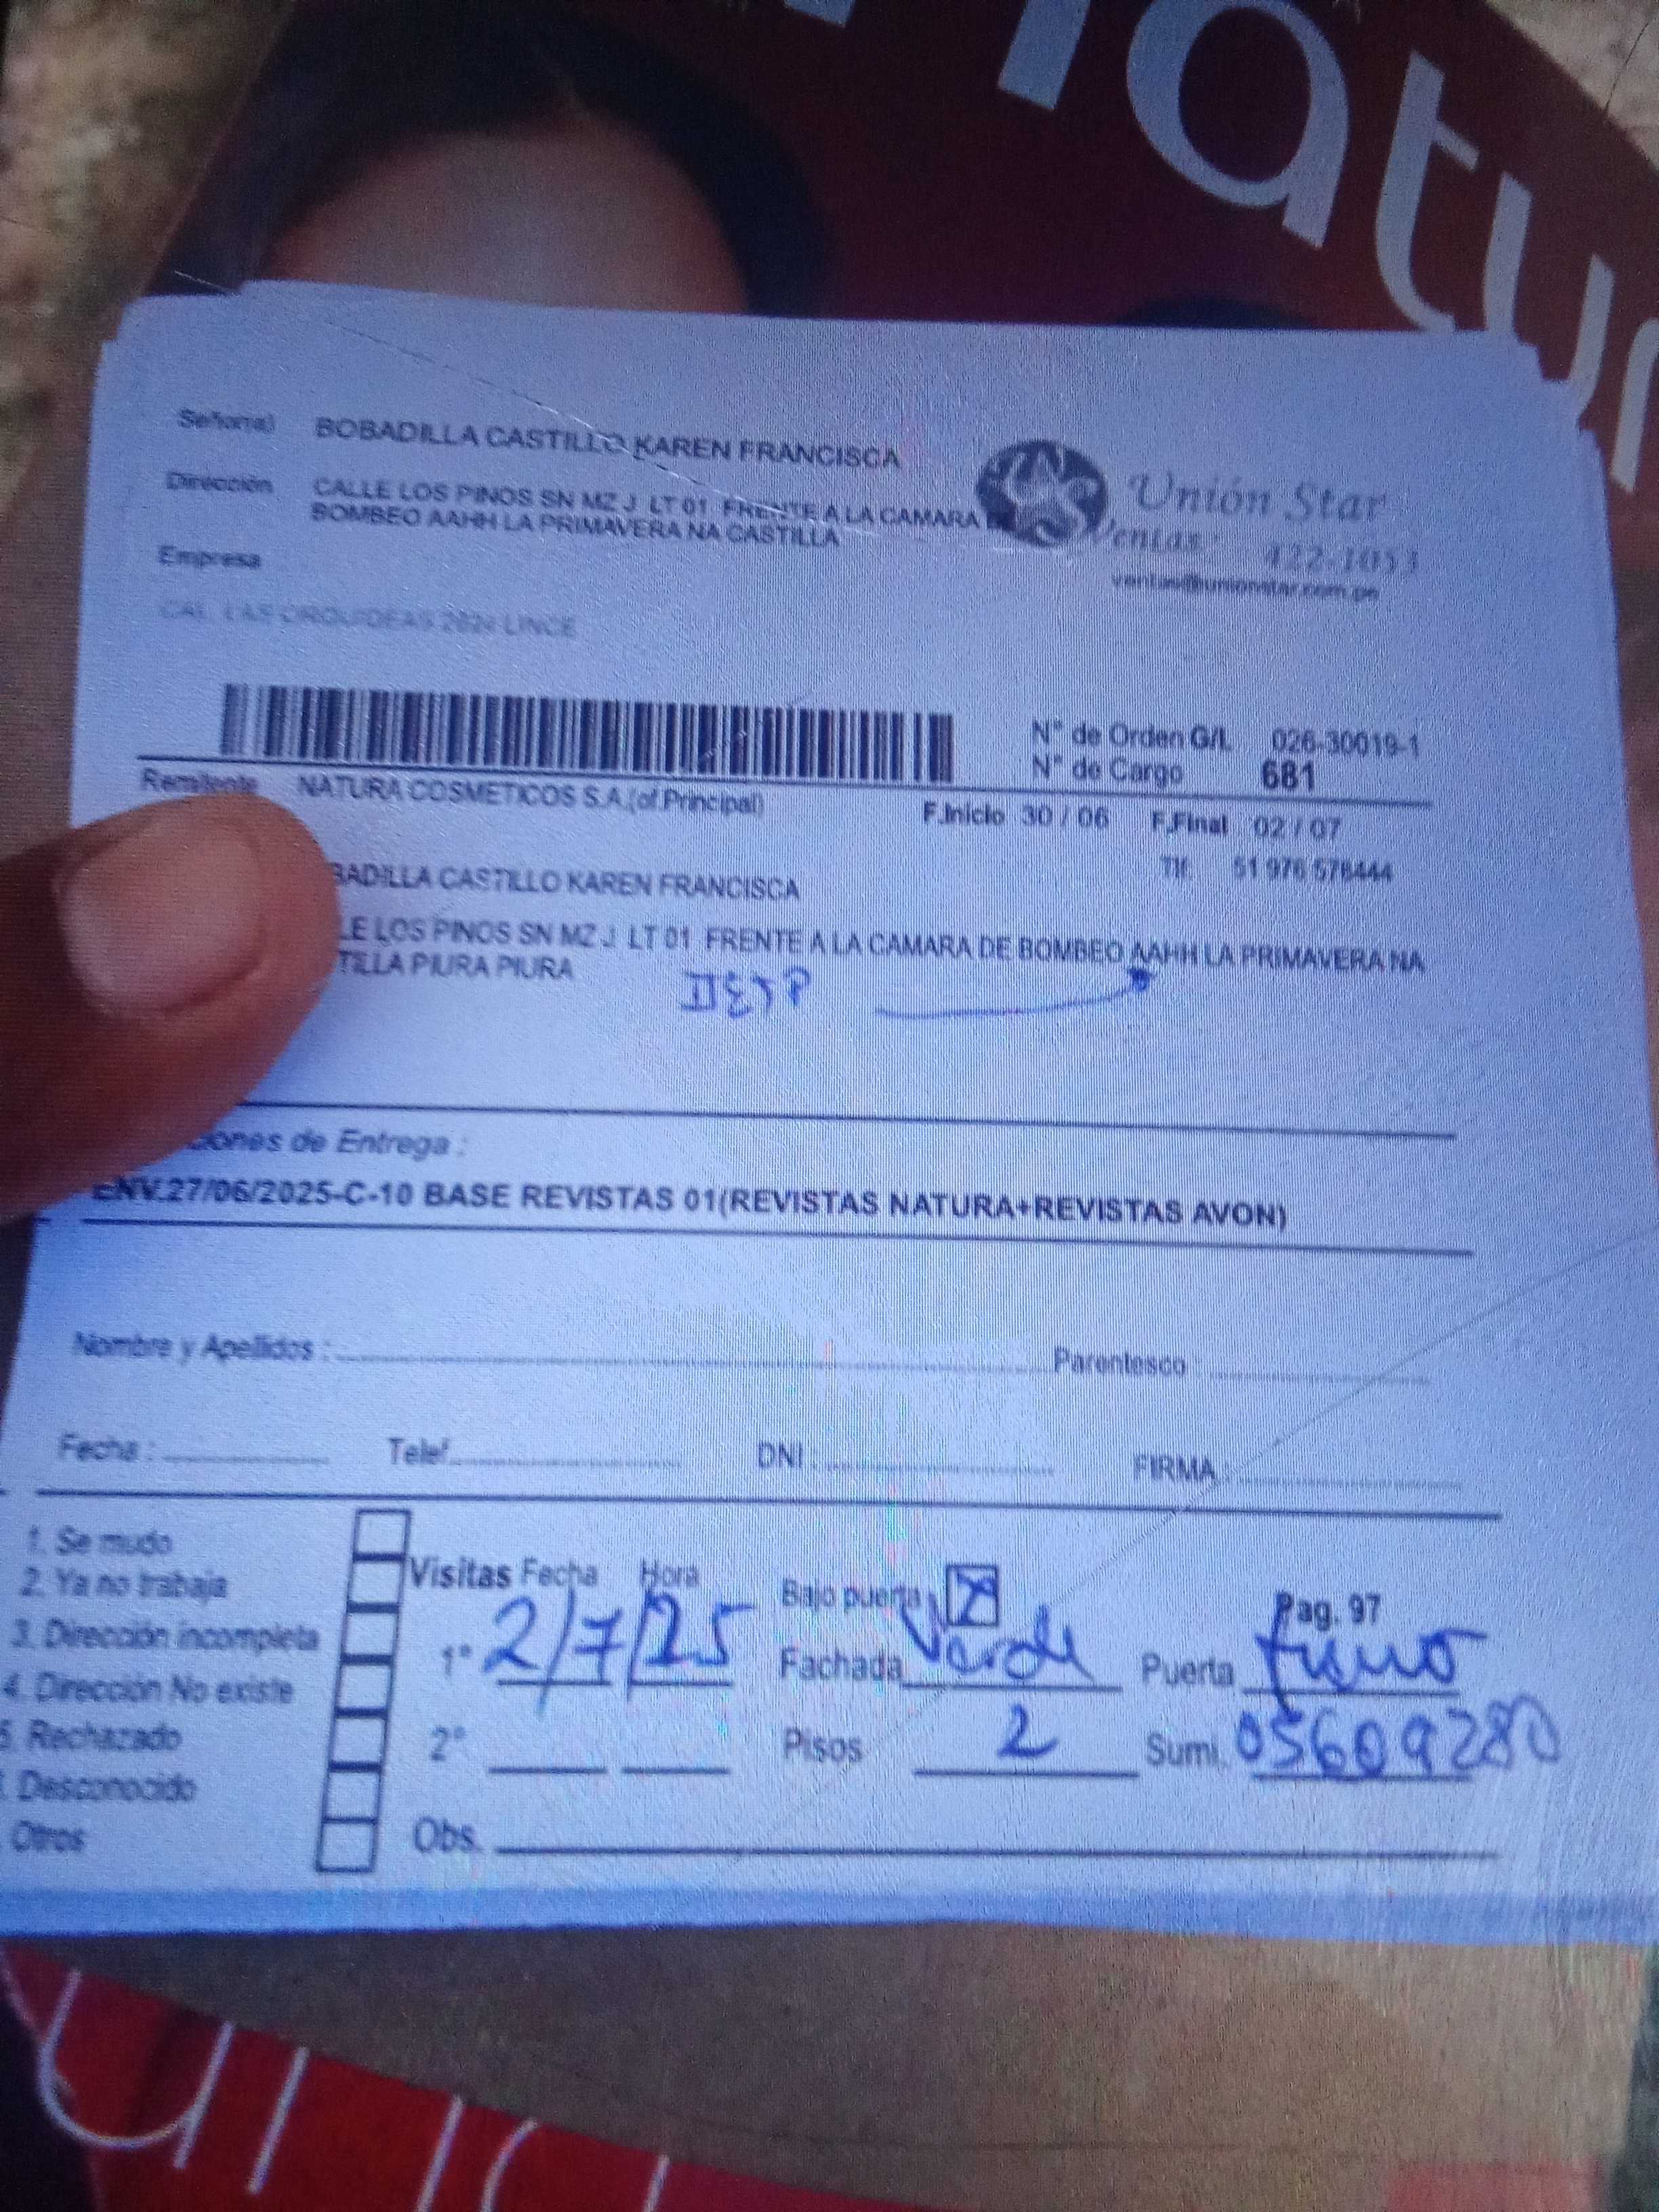 natur
Señor(a) BOBADILLA CASTILLO KAREN FRANCISCA
Dirección CALLE LOS PINOS SN MZ J LT 01 FRENTE A LA CAMARA
BOMBEO AAHH LA PRIMAVERA NA CASTILLA
Unión Star
Ventas: 422-1053
ventas@unionstar.com.pe
Empresa
CAL. LAS ORQUIDEAS LINCE
N° de Orden G/L 026-30019-1
N° de Cargo 681
Remitente NATURA COSMETICOS S.A.(of.Principal)
F.Inicio 30 / 06 F.Final 02 / 07
BADILLA CASTILLO KAREN FRANCISCA
Tlf. 51 976 578444
LE LOS PINOS SN MZ J LT 01 FRENTE A LA CAMARA DE BOMBEO AAHH LA PRIMAVERA NA
TILLA PIURA PIURA
iones de Entrega :
ENV.27/06/2025-C-10 BASE REVISTAS 01(REVISTAS NATURA+REVISTAS AVON)
Nombre y Apellidos : Parentesco
Fecha : Telef. DNI FIRMA :
1. Se mudo
2. Ya no trabaja
3. Dirección incompleta
4. Dirección No existe
5. Rechazado
Desconocido
Otros
Visitas Fecha Hora
1° 2/7/25
2°
Obs.
Bajo puerta X
Fachada Verde
Pisos 2
Pag. 97
Puerta
Sumi. 05609280